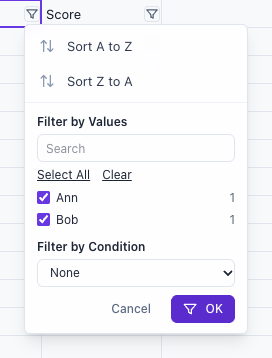 Score
Sort A to Z
Sort Z to A
Filter by Values
Search
Select All Clear
Ann 1
Bob 1
Filter by Condition
None
Cancel OK